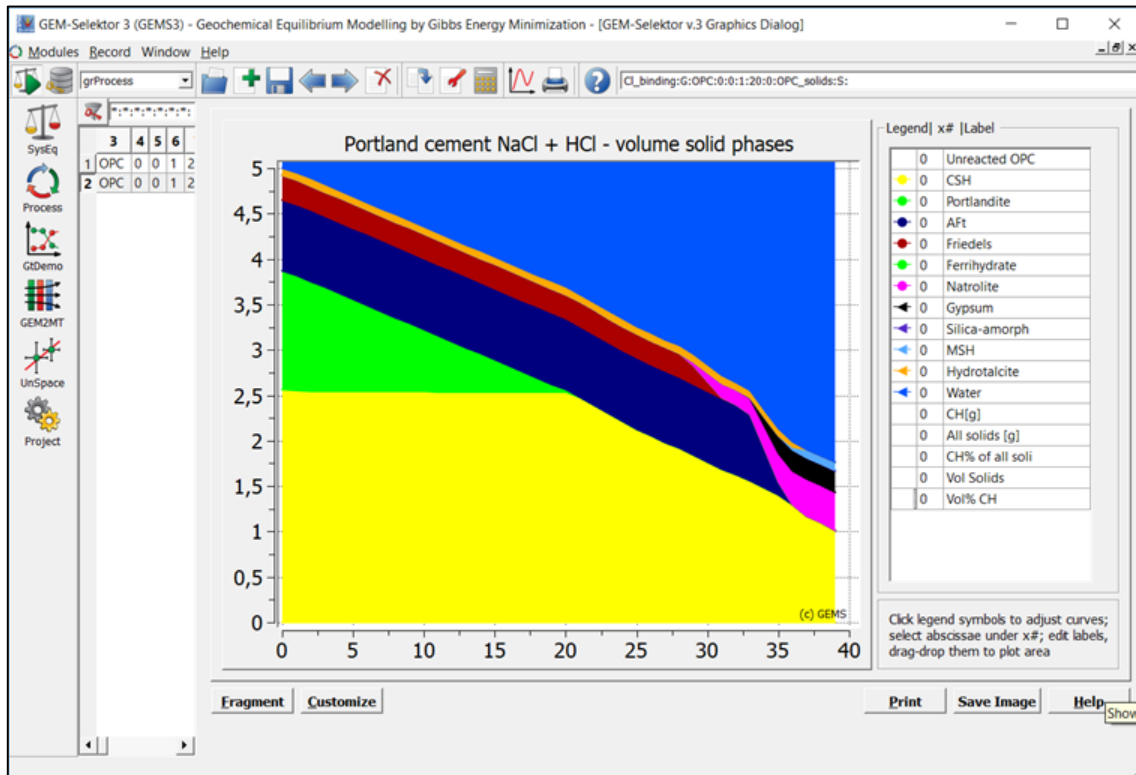 GEM-Selektor 3 (GEMS3) - Geochemical Equilibrium Modelling by Gibbs Energy Minimization - [GEM-Selektor v.3 Graphics Dialog]
Modules Record Window Help
grProcess
Cl_binding:G:OPC:0:0:1:20:0:OPC_solids:S:
SysEq
Process
GtDemo
GEM2MT
UnSpace
Project
*:*:*:*:*:*:
3 4 5 6
1 OPC 0 0 1 2
2 OPC 0 0 1 2
Portland cement NaCl + HCl - volume solid phases
5
4,5
4
3,5
3
2,5
2
1,5
1
0,5
0
0 5 10 15 20 25 30 35 40
(c) GEMS
Legend| x# |Label
0 Unreacted OPC
0 CSH
0 Portlandite
0 AFt
0 Friedels
0 Ferrihydrate
0 Natrolite
0 Gypsum
0 Silica-amorph
0 MSH
0 Hydrotalcite
0 Water
0 CH[g]
0 All solids [g]
0 CH% of all soli
0 Vol Solids
0 Vol% CH
Click legend symbols to adjust curves;
select abscissae under x#; edit labels,
drag-drop them to plot area
Fragment Customize Print Save Image Help
Show